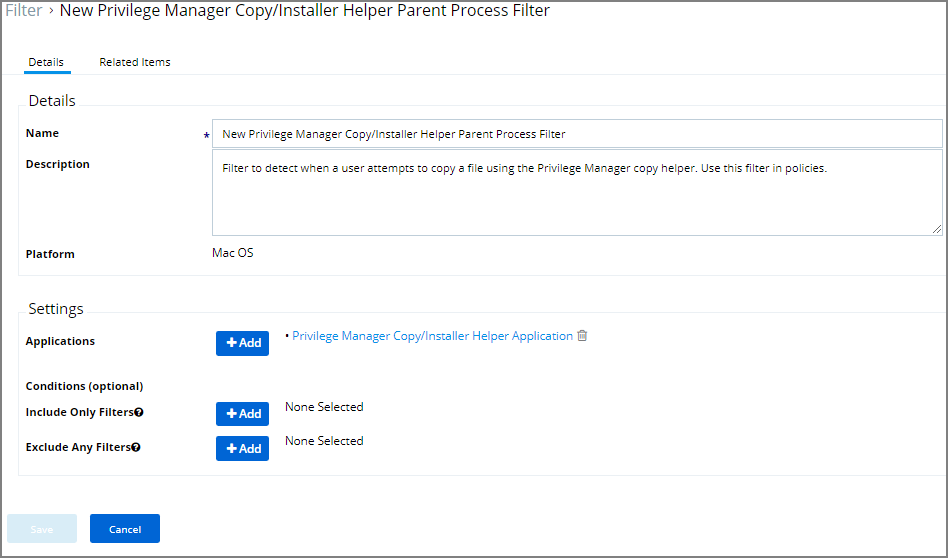 Filter › New Privilege Manager Copy/Installer Helper Parent Process Filter
Details Related Items
Details
Name * New Privilege Manager Copy/Installer Helper Parent Process Filter
Description Filter to detect when a user attempts to copy a file using the Privilege Manager copy helper. Use this filter in policies.
Platform Mac OS
Settings
Applications + Add • Privilege Manager Copy/Installer Helper Application
Conditions (optional)
Include Only Filters + Add None Selected
Exclude Any Filters + Add None Selected
Save Cancel